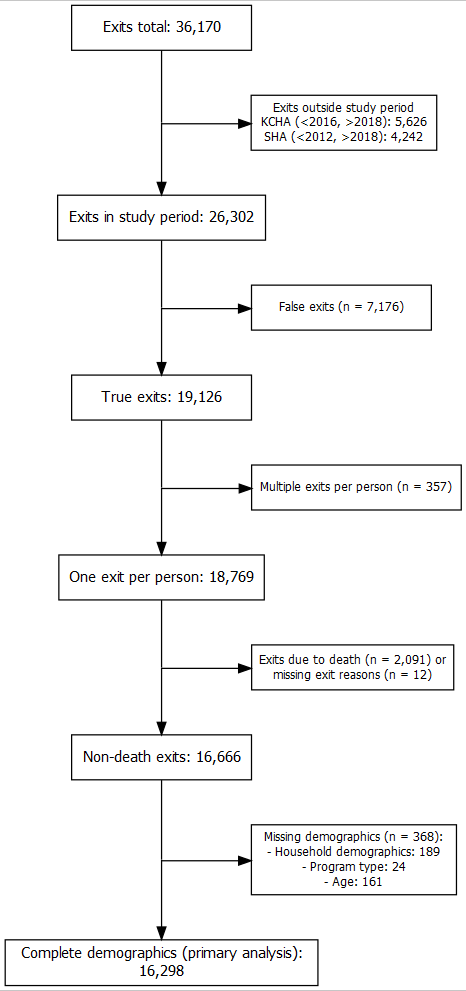 Exits total: 36,170
Exits outside study period
KCHA (<2016, >2018): 5,626
SHA (<2012, >2018): 4,242
Exits in study period: 26,302
False exits (n = 7,176)
True exits: 19,126
Multiple exits per person (n = 357)
One exit per person: 18,769
Exits due to death (n = 2,091) or
missing exit reasons (n = 12)
Non-death exits: 16,666
Missing demographics (n = 368):
- Household demographics: 189
- Program type: 24
- Age: 161
Complete demographics (primary analysis):
16,298